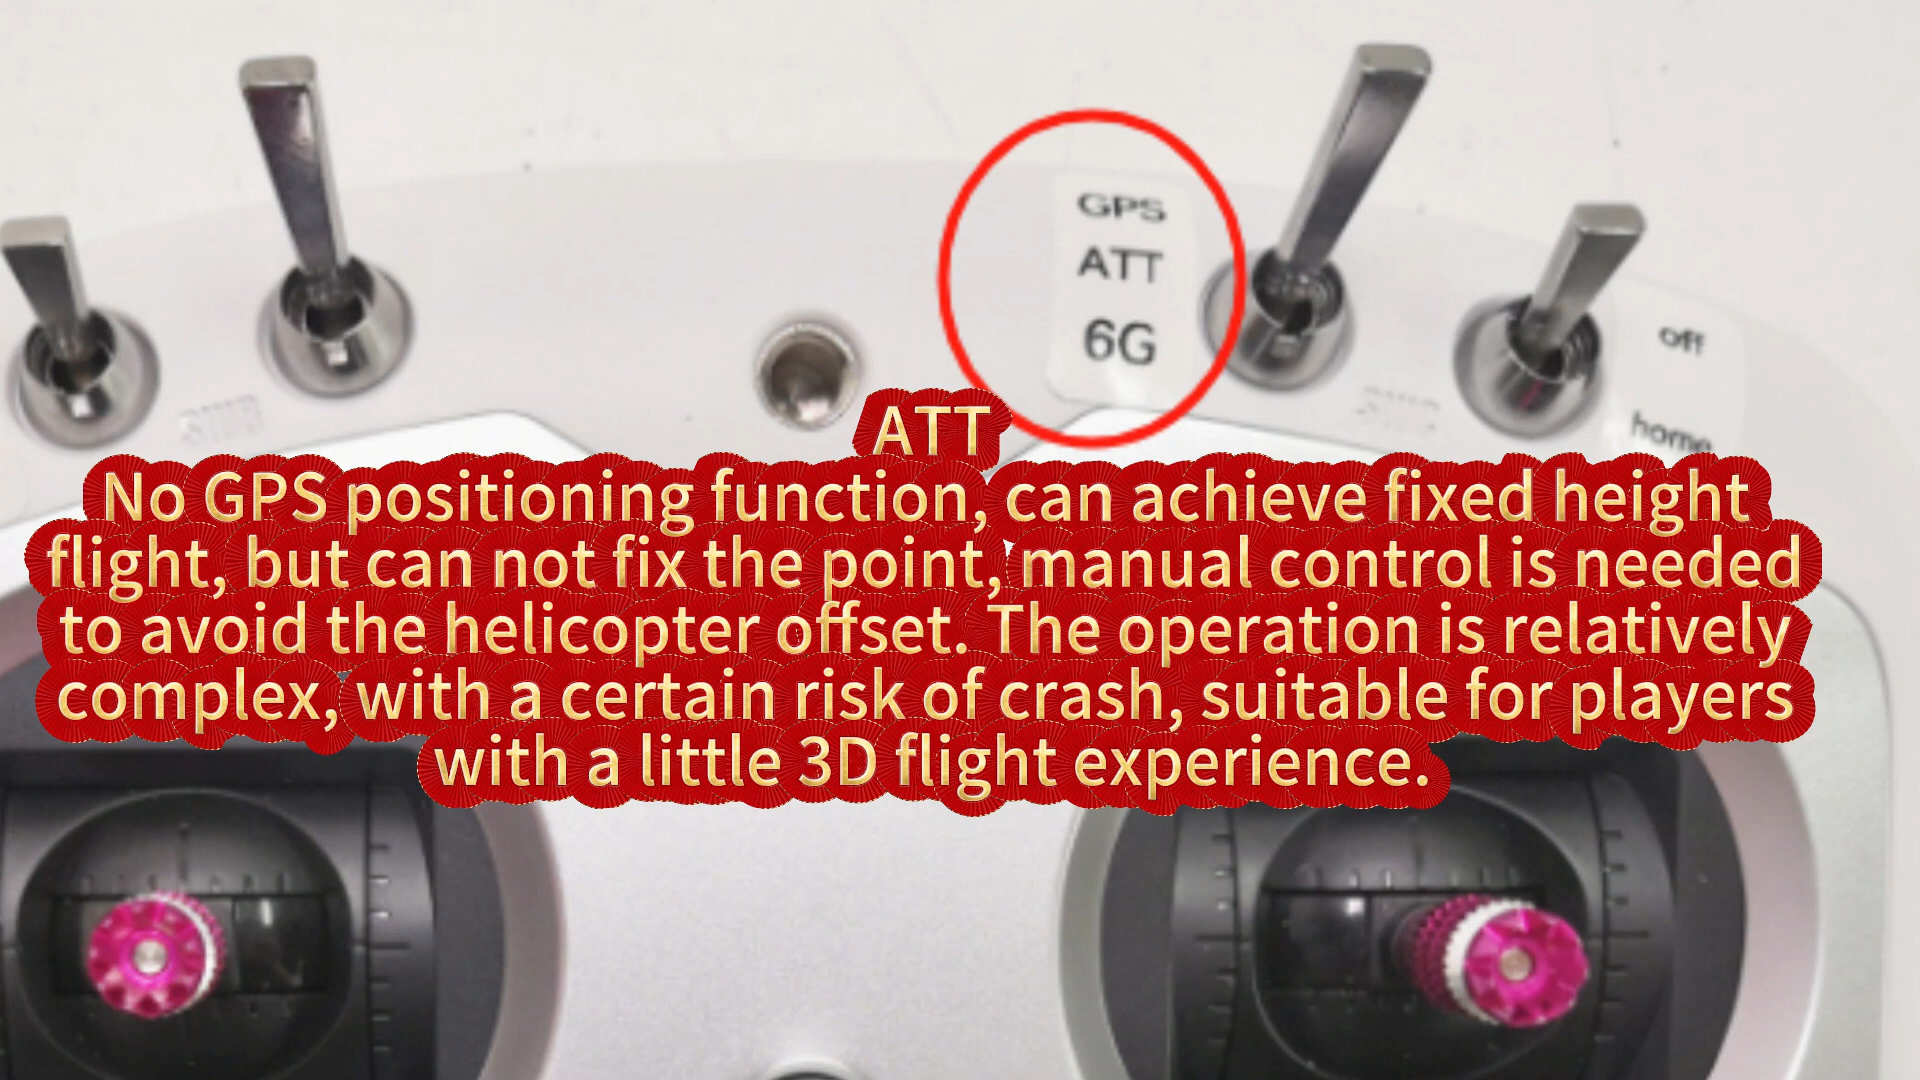 GPS
ATT
6G
off
home
ATT
No GPS positioning function, can achieve fixed height
flight, but can not fix the point, manual control is needed
to avoid the helicopter offset. The operation is relatively
complex, with a certain risk of crash, suitable for players
with a little 3D flight experience.